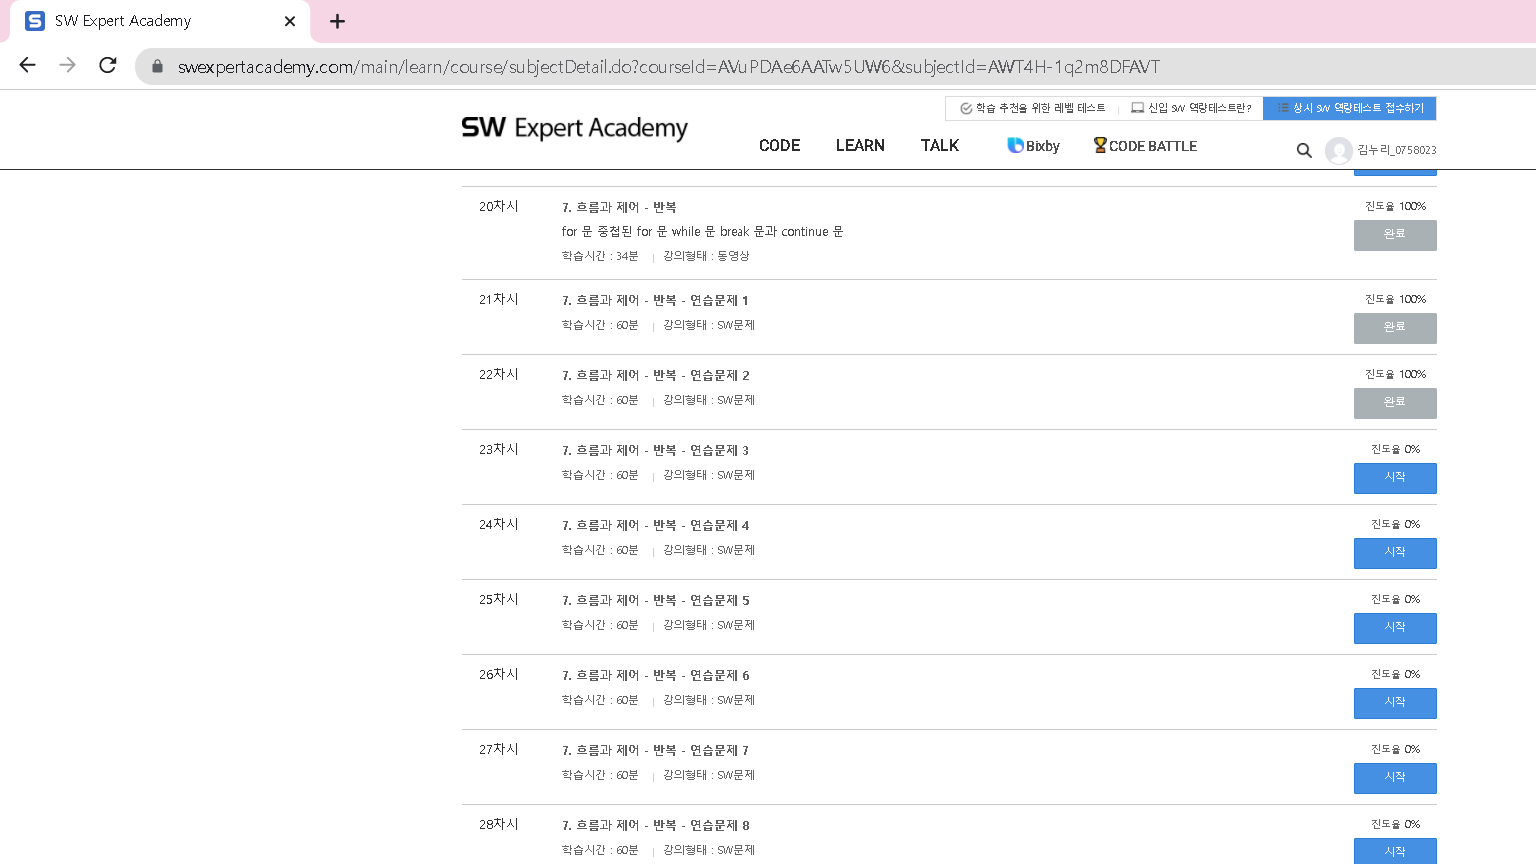 SW Expert Academy
swexpertacademy.com/main/learn/course/subjectDetail.do?courseId=AVuPDAe6AATw5UW6&subjectId=AWT4H-1q2m8DFAVT
학습 추천을 위한 레벨 테스트 신입 SW 역량테스트란? 상시 SW 역량테스트 접수하기
SW Expert Academy
CODE LEARN TALK Bixby CODE BATTLE 김누리_0758023
20차시 7. 흐름과 제어 - 반복 진도율 100%
for 문 중첩된 for 문 while 문 break 문과 continue 문 완료
학습시간 : 34분 강의형태 : 동영상
21차시 7. 흐름과 제어 - 반복 - 연습문제 1 진도율 100%
학습시간 : 60분 강의형태 : SW문제 완료
22차시 7. 흐름과 제어 - 반복 - 연습문제 2 진도율 100%
학습시간 : 60분 강의형태 : SW문제 완료
23차시 7. 흐름과 제어 - 반복 - 연습문제 3 진도율 0%
학습시간 : 60분 강의형태 : SW문제 시작
24차시 7. 흐름과 제어 - 반복 - 연습문제 4 진도율 0%
학습시간 : 60분 강의형태 : SW문제 시작
25차시 7. 흐름과 제어 - 반복 - 연습문제 5 진도율 0%
학습시간 : 60분 강의형태 : SW문제 시작
26차시 7. 흐름과 제어 - 반복 - 연습문제 6 진도율 0%
학습시간 : 60분 강의형태 : SW문제 시작
27차시 7. 흐름과 제어 - 반복 - 연습문제 7 진도율 0%
학습시간 : 60분 강의형태 : SW문제 시작
28차시 7. 흐름과 제어 - 반복 - 연습문제 8 진도율 0%
학습시간 : 60분 강의형태 : SW문제 시작